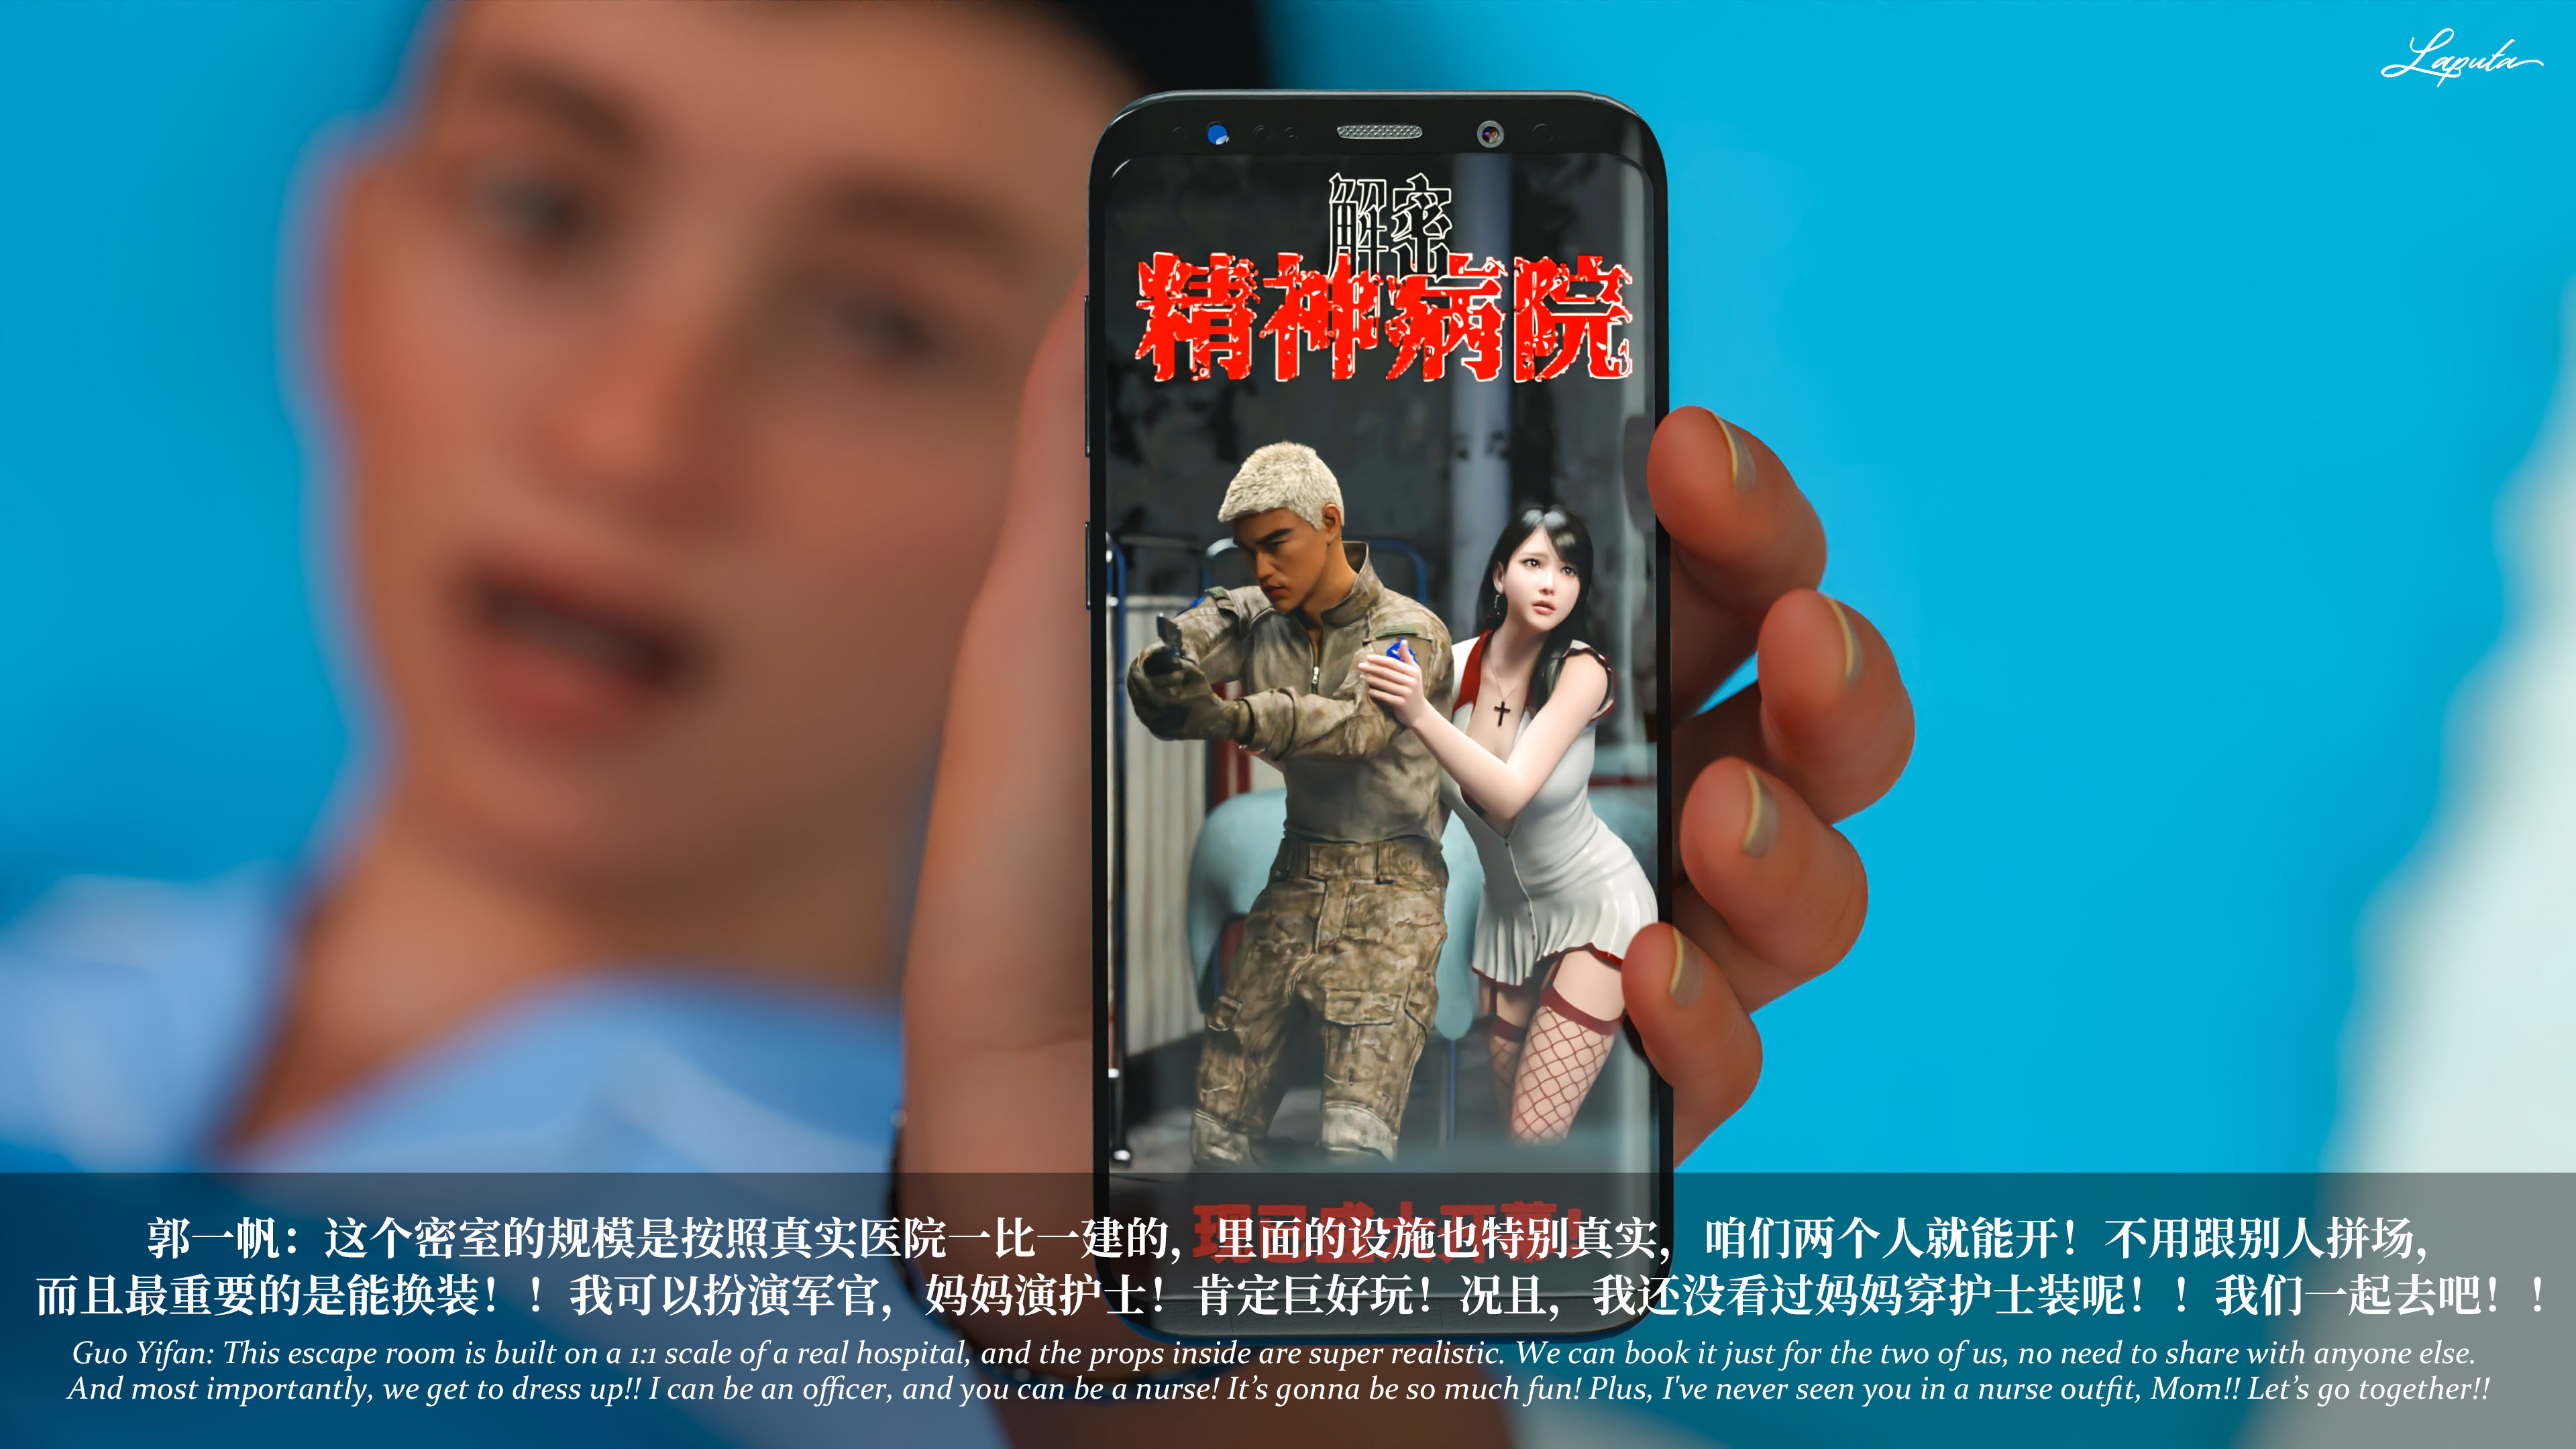 Laputa
解密
精神病院
现已盛大开幕!
郭一帆：这个密室的规模是按照真实医院一比一建的，里面的设施也特别真实，咱们两个人就能开！不用跟别人拼场，
而且最重要的是能换装！！我可以扮演军官，妈妈演护士！肯定巨好玩！况且，我还没看过妈妈穿护士装呢！！我们一起去吧！！
Guo Yifan: This escape room is built on a 1:1 scale of a real hospital, and the props inside are super realistic. We can book it just for the two of us, no need to share with anyone else.
And most importantly, we get to dress up!! I can be an officer, and you can be a nurse! It's gonna be so much fun! Plus, I've never seen you in a nurse outfit, Mom!! Let's go together!!